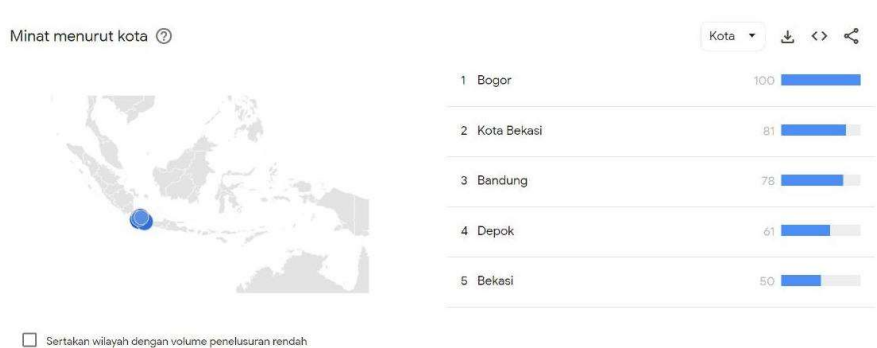 Minat menurut kota
Kota
1 Bogor 100
2 Kota Bekasi 81
3 Bandung 78
4 Depok 61
5 Bekasi 50
Sertakan wilayah dengan volume penelusuran rendah